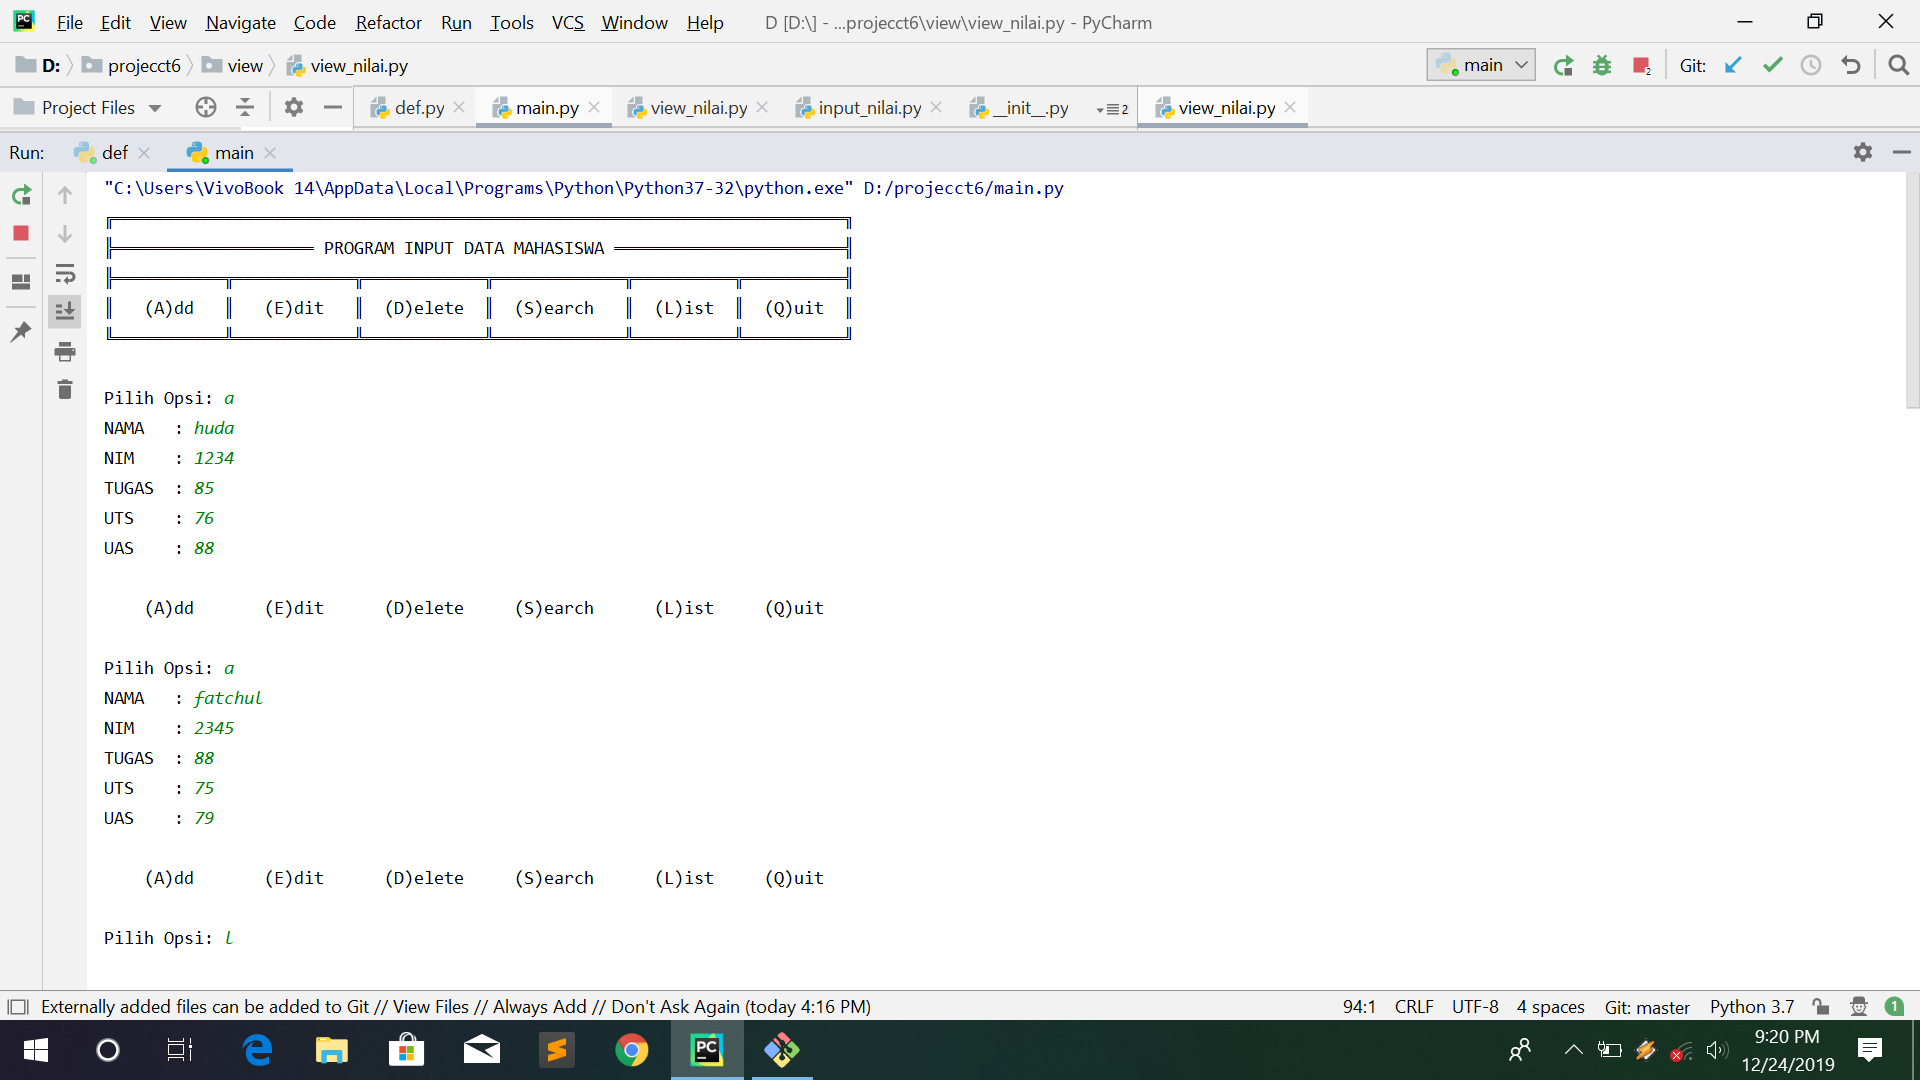 File Edit View Navigate Code Refactor Run Tools VCS Window Help D [D:\] - ...projecct6\view\view_nilai.py - PyCharm
D: projecct6 view view_nilai.py main 2 Git:
Project Files def.py main.py view_nilai.py input_nilai.py __init__.py 2 view_nilai.py
Run: def main
"C:\Users\VivoBook 14\AppData\Local\Programs\Python\Python37-32\python.exe" D:/projecct6/main.py
PROGRAM INPUT DATA MAHASISWA
(A)dd (E)dit (D)elete (S)earch (L)ist (Q)uit
Pilih Opsi: a
NAMA : huda
NIM : 1234
TUGAS : 85
UTS : 76
UAS : 88
(A)dd (E)dit (D)elete (S)earch (L)ist (Q)uit
Pilih Opsi: a
NAMA : fatchul
NIM : 2345
TUGAS : 88
UTS : 75
UAS : 79
(A)dd (E)dit (D)elete (S)earch (L)ist (Q)uit
Pilih Opsi: l
Externally added files can be added to Git // View Files // Always Add // Don't Ask Again (today 4:16 PM) 94:1 CRLF UTF-8 4 spaces Git: master Python 3.7 1
PC 9:20 PM
12/24/2019